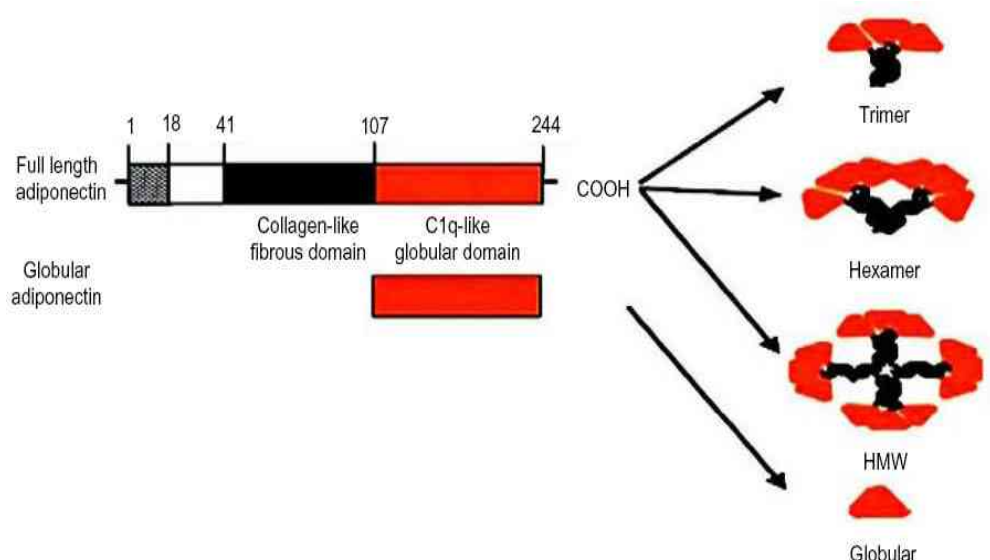 1 18 41 107 244
Full length
adiponectin
COOH
Collagen-like
fibrous domain
C1q-like
globular domain
Globular
adiponectin
Trimer
Hexamer
HMW
Globular